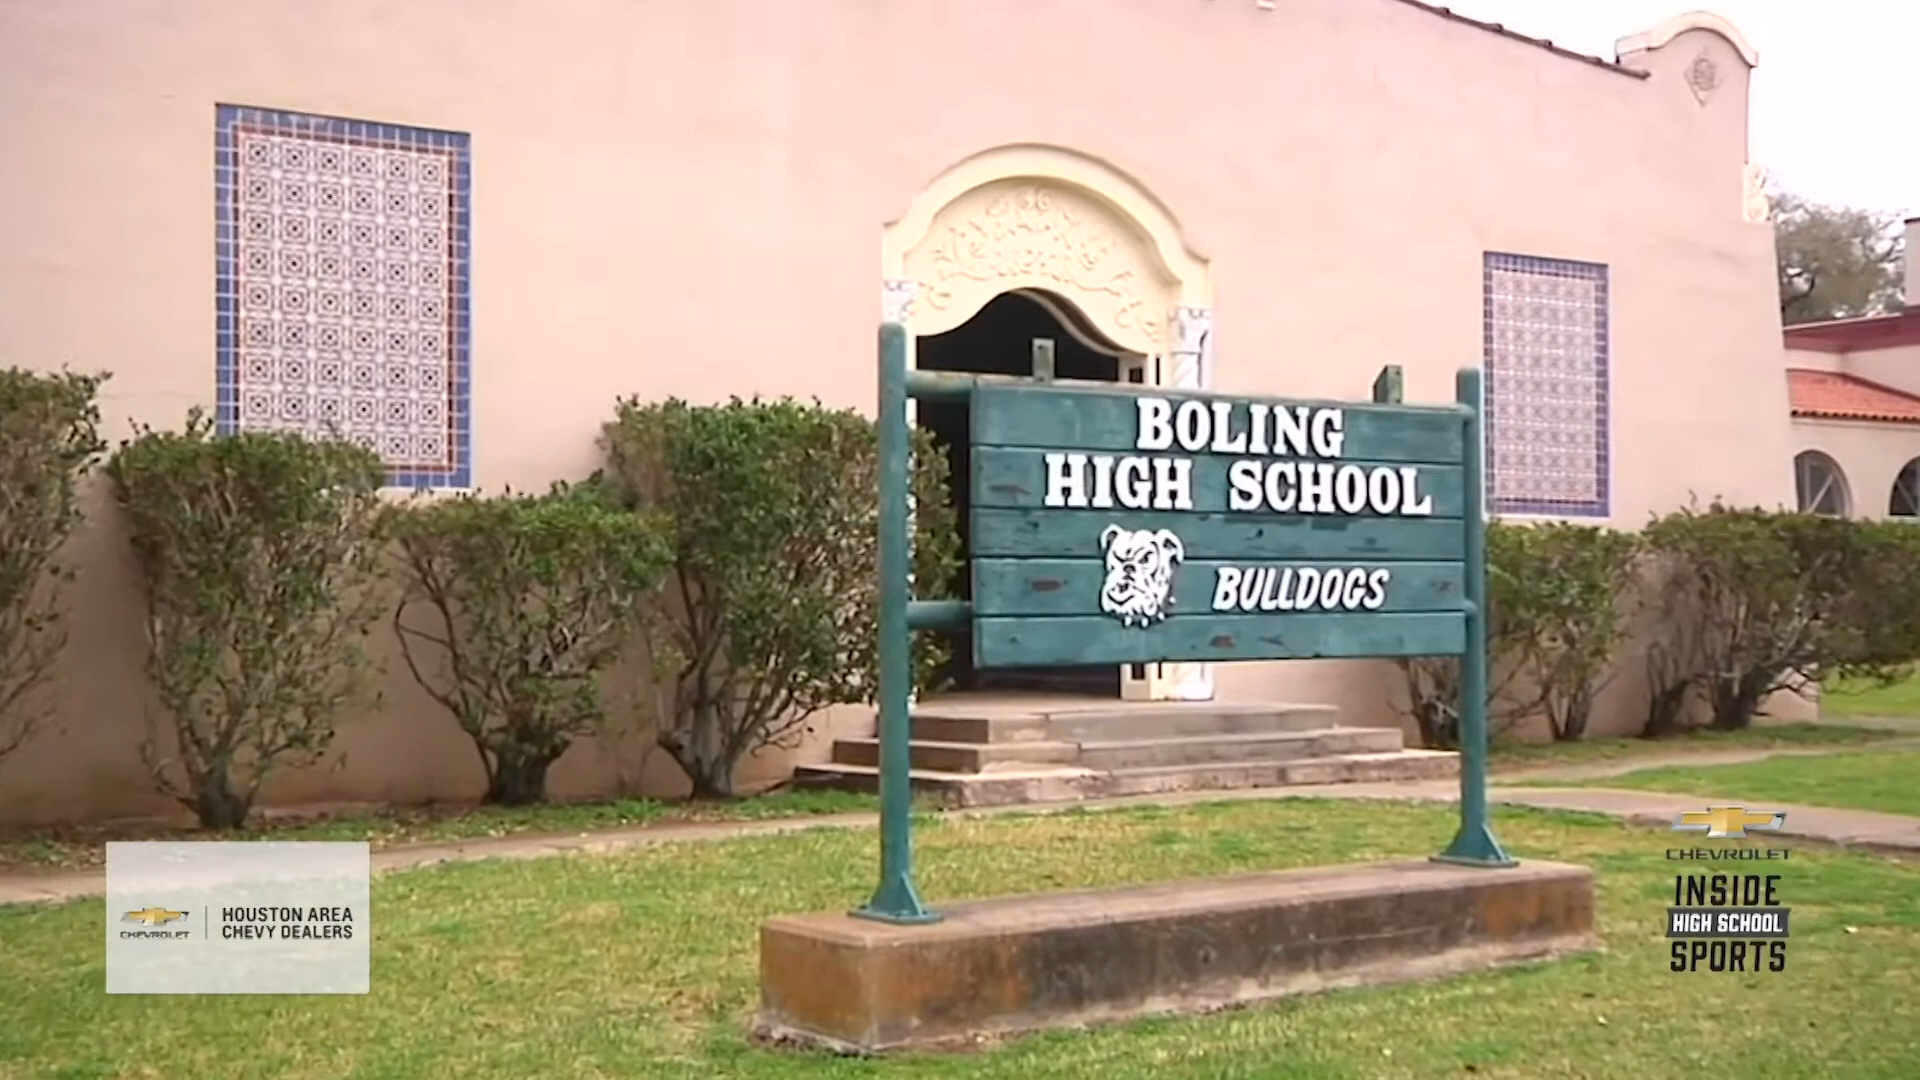 BOLING
HIGH SCHOOL
BULLDOGS
CHEVROLET
HOUSTON AREA
CHEVY DEALERS
CHEVROLET
INSIDE
HIGH SCHOOL
SPORTS